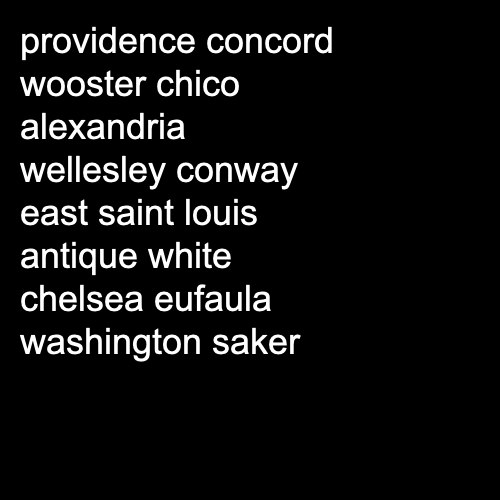 providence concord
wooster chico
alexandria
wellesley conway
east saint louis
antique white
chelsea eufaula
washington saker